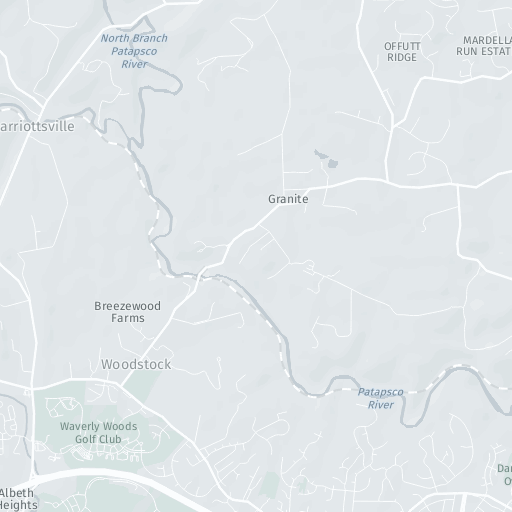 North Branch
Patapsco
River
OFFUTT
RIDGE
MARDELLA
RUN ESTAT
arriottsville
Granite
Breezewood
Farms
Woodstock
Patapsco
River
Waverly Woods
Golf Club
Albeth
Heights
Dan
O